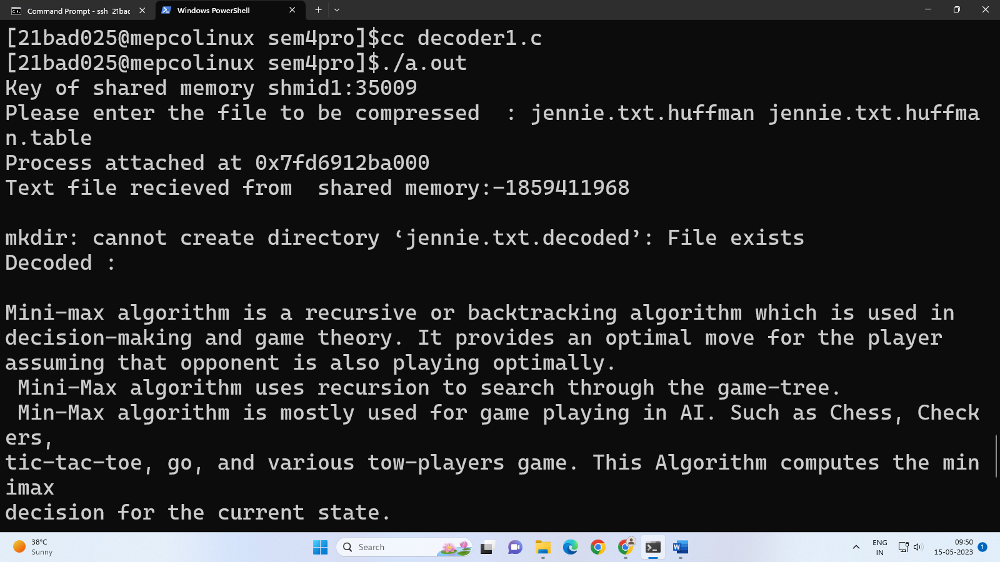 Command Prompt - ssh 21bac
Windows PowerShell
[21bad025@mepcolinux sem4pro]$cc decoder1.c
[21bad025@mepcolinux sem4pro]$./a.out
Key of shared memory shmid1:35009
Please enter the file to be compressed  : jennie.txt.huffman jennie.txt.huffma
n.table
Process attached at 0x7fd6912ba000
Text file recieved from  shared memory:-1859411968
mkdir: cannot create directory ‘jennie.txt.decoded’: File exists
Decoded :
Mini-max algorithm is a recursive or backtracking algorithm which is used in
decision-making and game theory. It provides an optimal move for the player
assuming that opponent is also playing optimally.
 Mini-Max algorithm uses recursion to search through the game-tree.
 Min-Max algorithm is mostly used for game playing in AI. Such as Chess, Check
ers,
tic-tac-toe, go, and various tow-players game. This Algorithm computes the min
imax
decision for the current state.
38°C
Sunny
Search
ENG
IN
09:50
15-05-2023
1